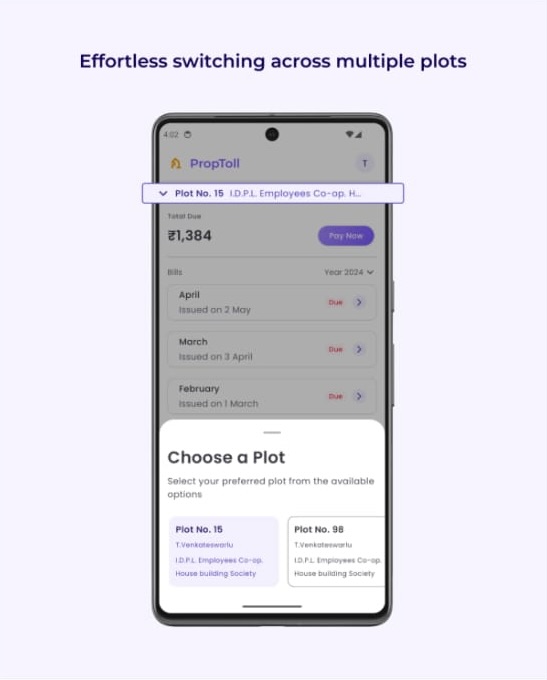 Effortless switching across multiple plots
4:02
PropToll
T
Plot No. 15 I.D.P.L. Employees Co-op. H...
Total Due
₹1,384
Pay Now
Bills
Year 2024
April
Issued on 2 May
Due
March
Issued on 3 April
Due
February
Issued on 1 March
Due
Choose a Plot
Select your preferred plot from the available
options
Plot No. 15
T.Venkateswarlu
I.D.P.L. Employees Co-op.
House building Society
Plot No. 98
T.Venkateswarlu
I.D.P.L. Employees Co-op.
House building Society